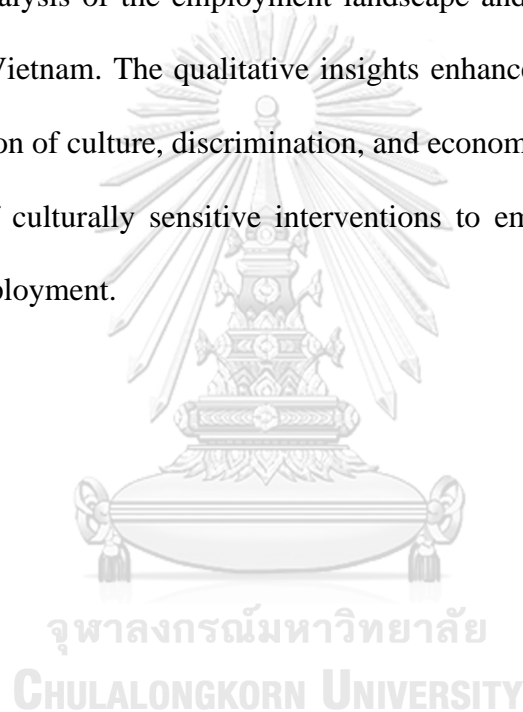 alysis of the employment landscape and
Vietnam. The qualitative insights enhance
on of culture, discrimination, and econom
culturally sensitive interventions to em
ployment.
จุฬาลงกรณ์มหาวิทยาลัย
CHULALONGKORN UNIVERSITY